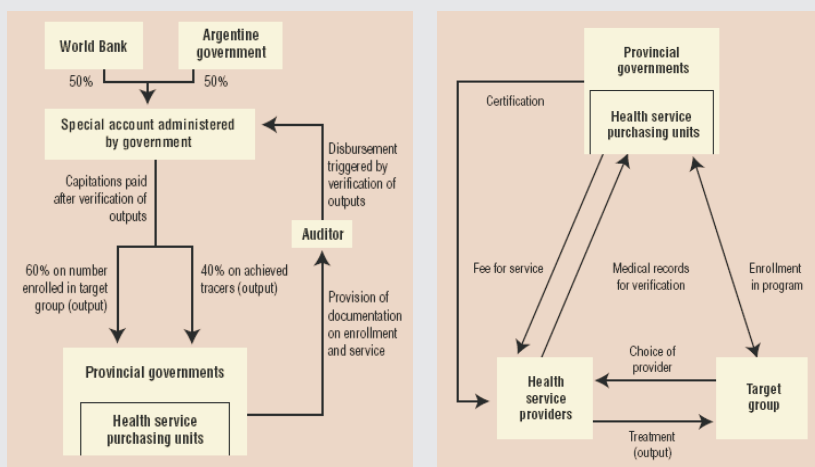 World Bank
Argentine
government
50%
50%
Special account administered
by government
Capitations paid
after verification of
outputs
Disbursement
triggered by
verification of
outputs
Auditor
60% on number
enrolled in target
group (output)
40% on achieved
tracers (output)
Provision of
documentation
on enrollment
and service
Provincial governments
Health service
purchasing units
Provincial
governments
Health service
purchasing units
Certification
Fee for service
Medical records
for verification
Enrollment
in program
Choice of
provider
Health
service
providers
Target
group
Treatment
(output)